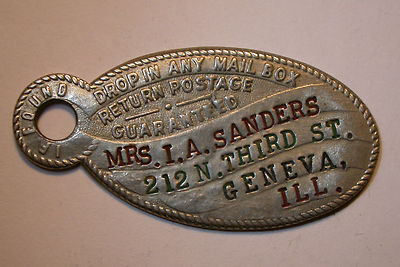 IF FOUND
DROP IN ANY MAIL BOX
RETURN POSTAGE
GUARANTEED
MRS. I. A. SANDERS
212 N. THIRD ST.
GENEVA,
ILL.